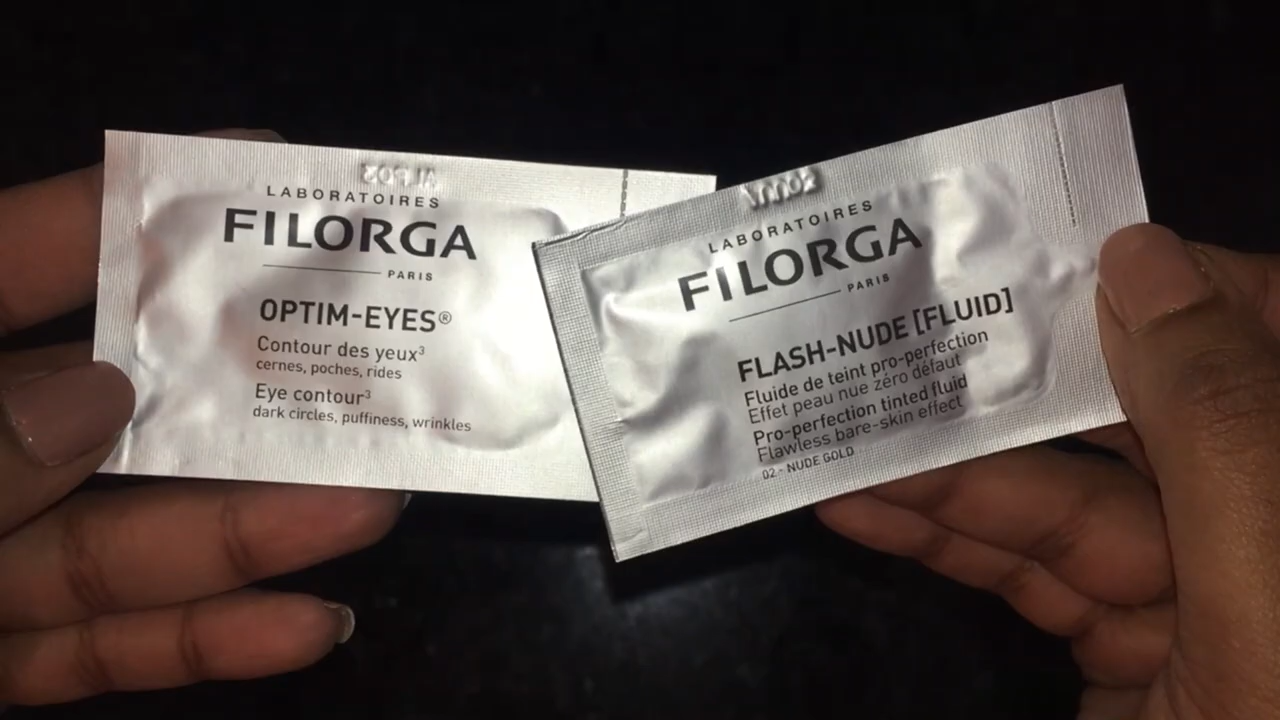 LABORATOIRES
FILORGA
PARIS
OPTIM-EYES®
Contour des yeux³
cernes, poches, rides
Eye contour³
dark circles, puffiness, wrinkles
LABORATOIRES
FILORGA
PARIS
FLASH-NUDE [FLUID]
Fluide de teint pro-perfection
Effet peau nue zéro défaut
Pro-perfection tinted fluid
Flawless bare-skin effect
02 - NUDE GOLD